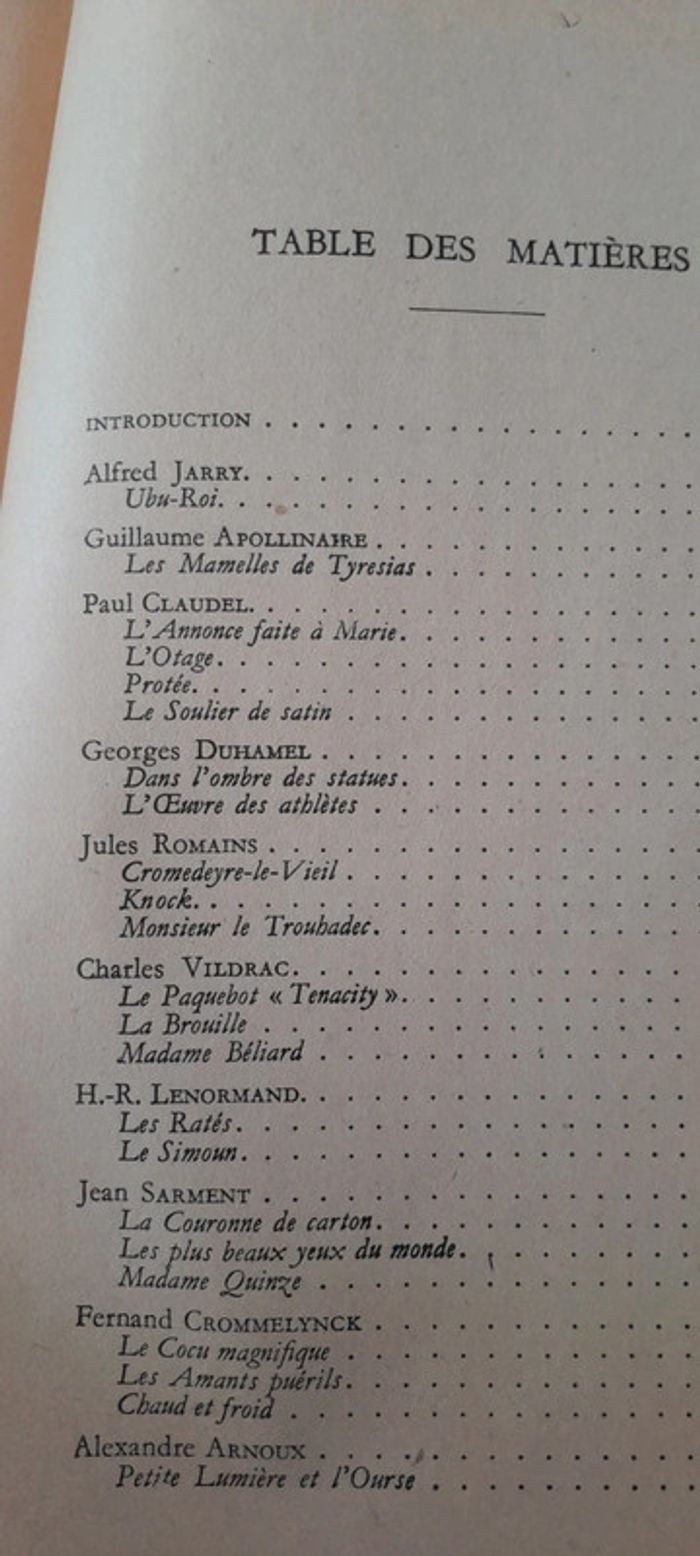 TABLE DES MATIÈRES
INTRODUCTION . . . . . . . . . . . . . . . .
Alfred JARRY. . . . . . . . . . . . . . . .
Ubu-Roi. . . . . . . . . . . . . . . . .
Guillaume APOLLINAIRE . . . . . . . . . . .
Les Mamelles de Tyresias . . . . . . . . .
Paul CLAUDEL. . . . . . . . . . . . . . . .
L'Annonce faite à Marie. . . . . . . . . .
L'Otage. . . . . . . . . . . . . . . . .
Protée. . . . . . . . . . . . . . . . . .
Le Soulier de satin . . . . . . . . . . .
Georges DUHAMEL . . . . . . . . . . . . .
Dans l'ombre des statues. . . . . . . . . .
L'Œuvre des athlètes . . . . . . . . . . .
Jules ROMAINS . . . . . . . . . . . . . . .
Cromedeyre-le-Vieil . . . . . . . . . . .
Knock. . . . . . . . . . . . . . . . . .
Monsieur le Trouhadec. . . . . . . . . . .
Charles VILDRAC. . . . . . . . . . . . . .
Le Paquebot « Tenacity ». . . . . . . . . .
La Brouille . . . . . . . . . . . . . . .
Madame Béliard . . . . . . . . . . . . .
H.-R. LENORMAND. . . . . . . . . . . . . .
Les Ratés. . . . . . . . . . . . . . . .
Le Simoun. . . . . . . . . . . . . . . .
Jean SARMENT . . . . . . . . . . . . . . .
La Couronne de carton. . . . . . . . . . .
Les plus beaux yeux du monde. . . . . . . .
Madame Quinze . . . . . . . . . . . . . .
Fernand CROMMELYNCK . . . . . . . . . . .
Le Cocu magnifique . . . . . . . . . . . .
Les Amants puérils. . . . . . . . . . . .
Chaud et froid . . . . . . . . . . . . . .
Alexandre ARNOUX . . . . . . . . . . . . .
Petite Lumière et l'Ourse . . . . . . . . .